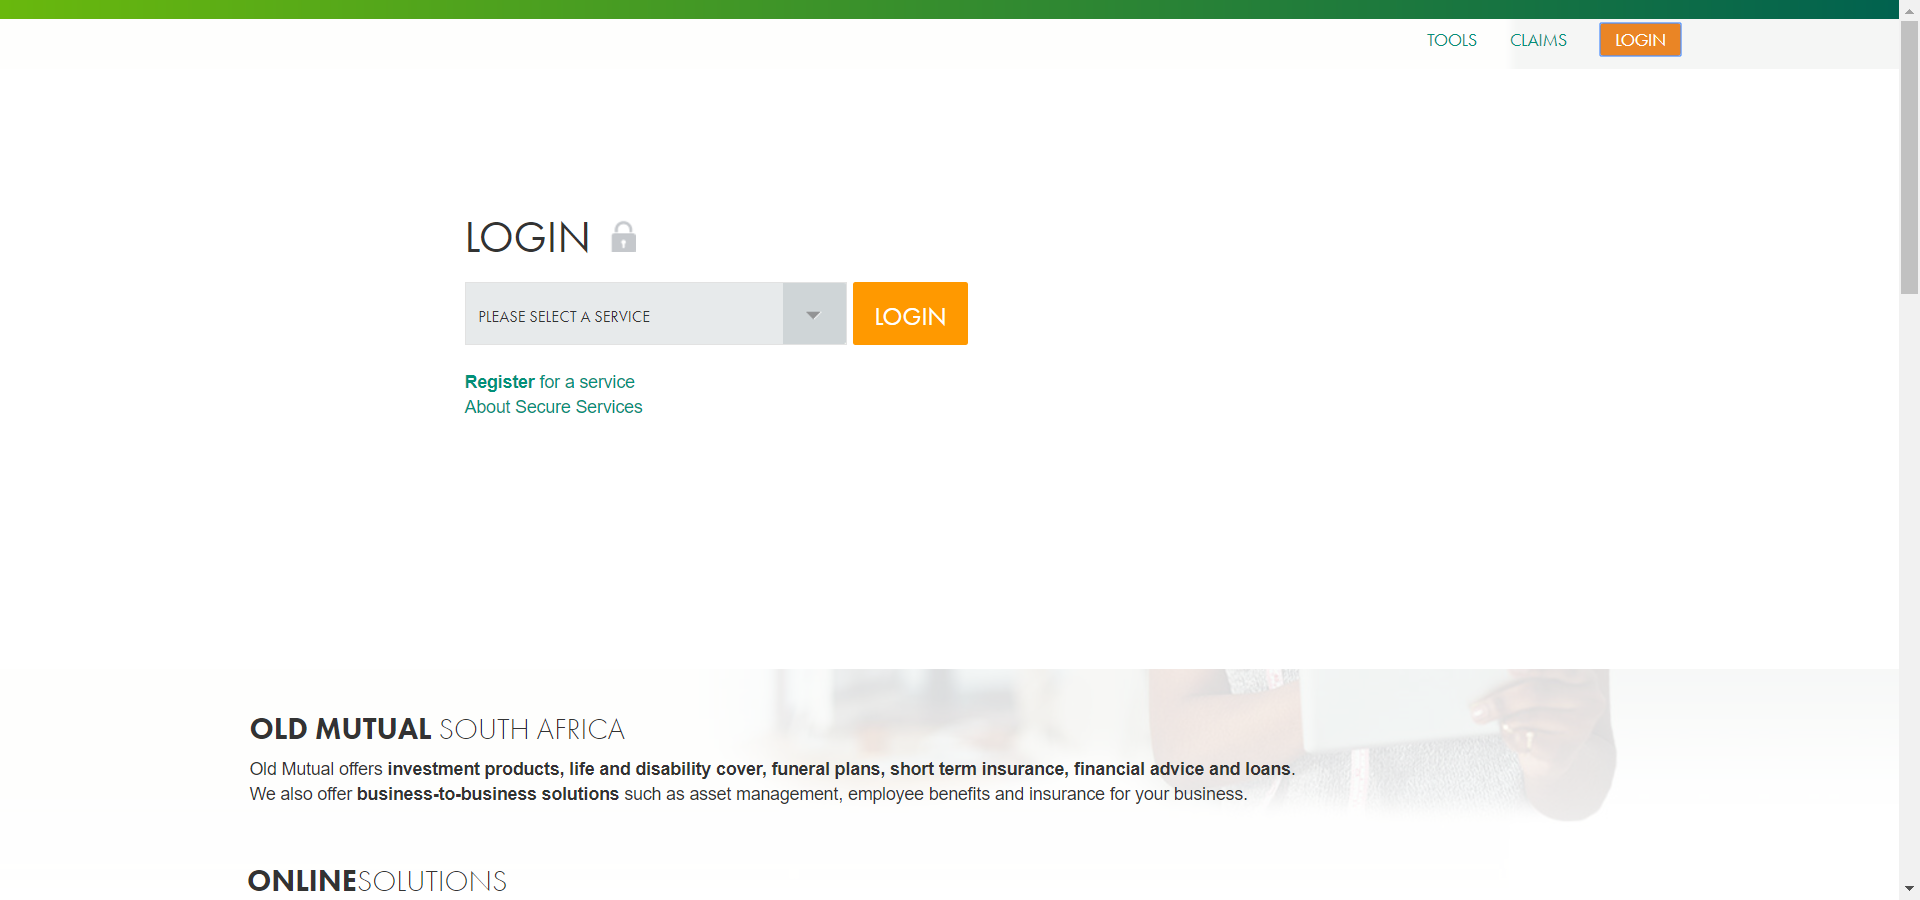 TOOLS CLAIMS LOGIN
LOGIN
PLEASE SELECT A SERVICE
LOGIN
Register for a service
About Secure Services
OLD MUTUAL SOUTH AFRICA
Old Mutual offers investment products, life and disability cover, funeral plans, short term insurance, financial advice and loans.
We also offer business-to-business solutions such as asset management, employee benefits and insurance for your business.
ONLINESOLUTIONS